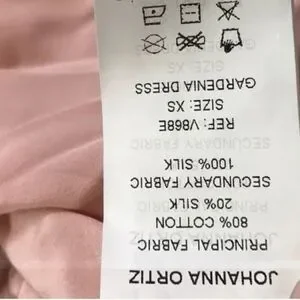 JOHANNA ORTIZ
PRINCIPAL FABRIC
80% COTTON
20% SILK
SECUNDARY FABRIC
100% SILK
REF: V868E
SIZE: XS
GARDENIA DRESS